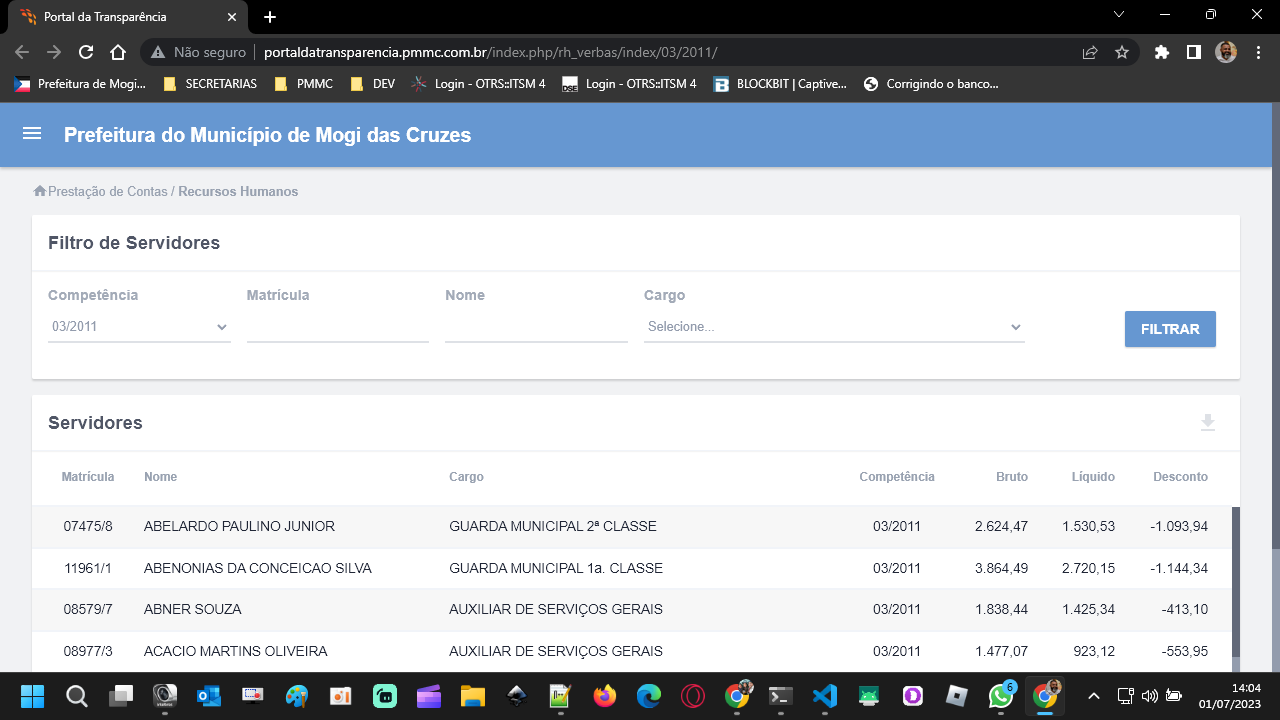 Portal da Transparência
Não seguro
portaldatransparencia.pmmc.com.br/index.php/rh_verbas/index/03/2011/
Prefeitura de Mogi... SECRETARIAS PMMC DEV Login - OTRS::ITSM 4 DSE Login - OTRS::ITSM 4 B BLOCKBIT | Captive... Corrigindo o banco...
Prefeitura do Município de Mogi das Cruzes
Prestação de Contas / Recursos Humanos
Filtro de Servidores
Competência Matrícula Nome Cargo
03/2011 Selecione... FILTRAR
Servidores
Matrícula Nome Cargo Competência Bruto Líquido Desconto
07475/8 ABELARDO PAULINO JUNIOR GUARDA MUNICIPAL 2ª CLASSE 03/2011 2.624,47 1.530,53 -1.093,94
11961/1 ABENONIAS DA CONCEICAO SILVA GUARDA MUNICIPAL 1a. CLASSE 03/2011 3.864,49 2.720,15 -1.144,34
08579/7 ABNER SOUZA AUXILIAR DE SERVIÇOS GERAIS 03/2011 1.838,44 1.425,34 -413,10
08977/3 ACACIO MARTINS OLIVEIRA AUXILIAR DE SERVIÇOS GERAIS 03/2011 1.477,07 923,12 -553,95
6
14:04
01/07/2023